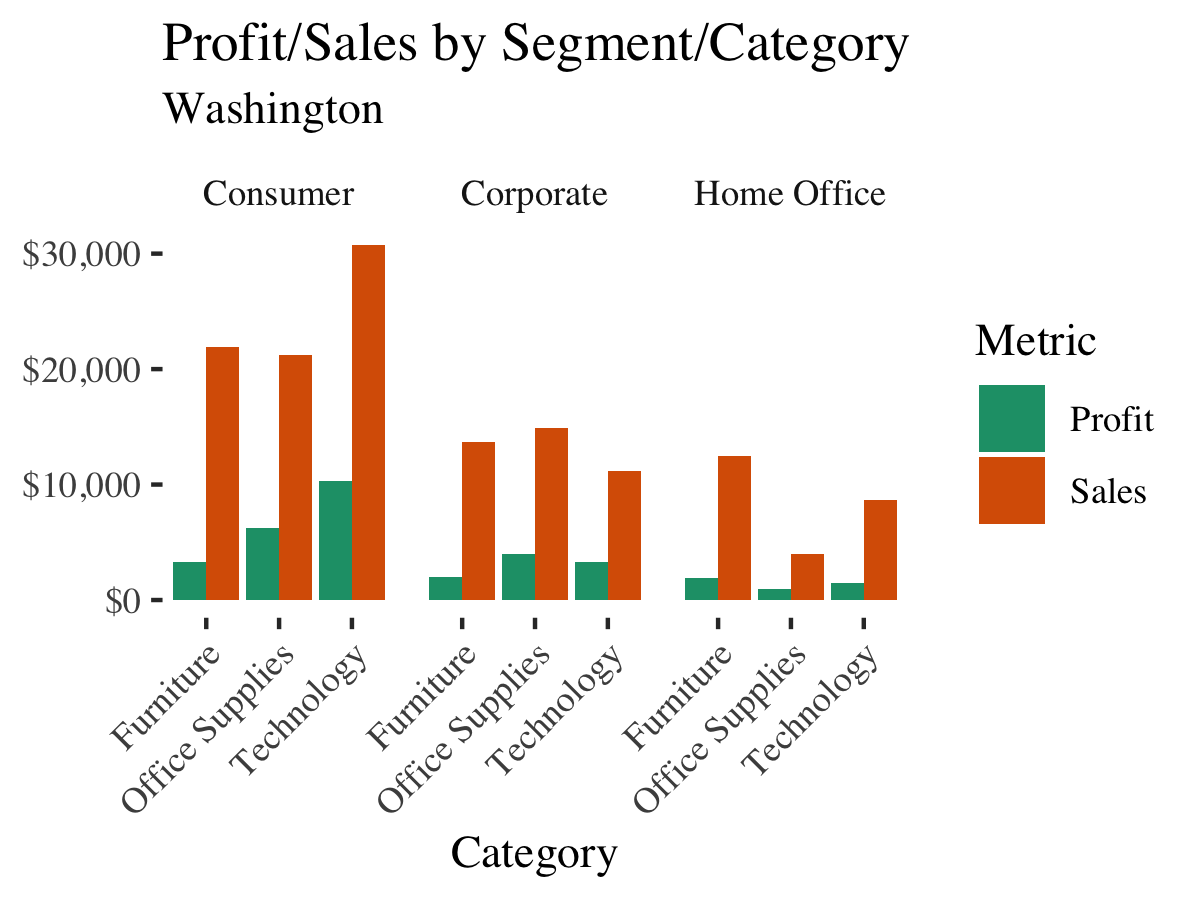 Profit/Sales by Segment/Category
Washington
Consumer
Corporate
Home Office
$30,000
$20,000
$10,000
$0
Furniture
Office Supplies
Technology
Furniture
Office Supplies
Technology
Furniture
Office Supplies
Technology
Category
Metric
Profit
Sales